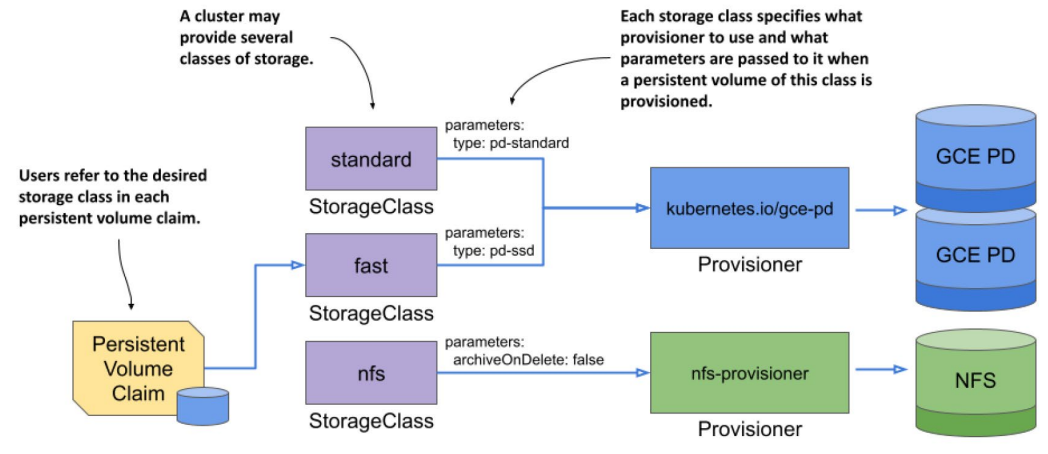 A cluster may
provide several
classes of storage.
Each storage class specifies what
provisioner to use and what
parameters are passed to it when
a persistent volume of this class is
provisioned.
Users refer to the desired
storage class in each
persistent volume claim.
Persistent
Volume
Claim
standard
StorageClass
parameters:
type: pd-standard
fast
StorageClass
parameters:
type: pd-ssd
nfs
StorageClass
parameters:
archiveOnDelete: false
kubernetes.io/gce-pd
Provisioner
nfs-provisioner
Provisioner
GCE PD
GCE PD
NFS